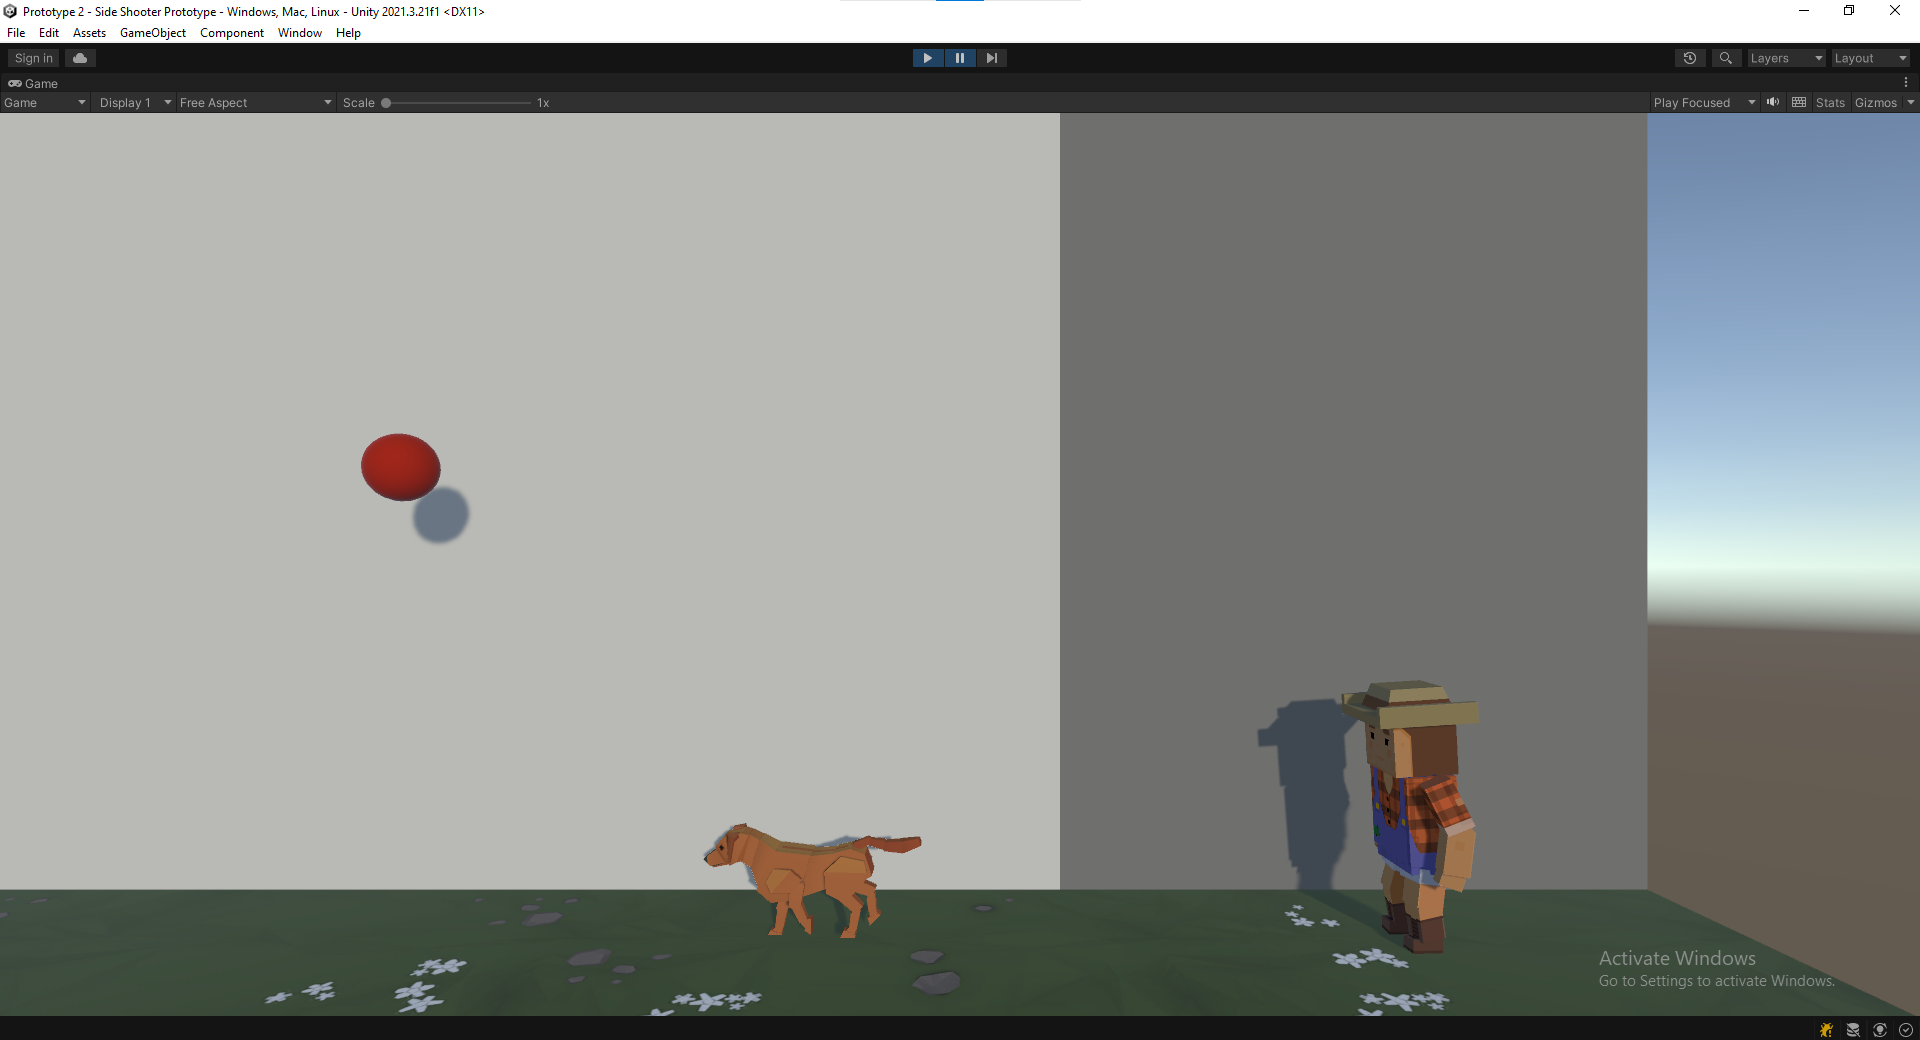 Prototype 2 - Side Shooter Prototype - Windows, Mac, Linux - Unity 2021.3.21f1 <DX11>
File Edit Assets GameObject Component Window Help
Sign in Layers Layout
Game
Game Display 1 Free Aspect Scale 1x Play Focused Stats Gizmos
Activate Windows
Go to Settings to activate Windows.